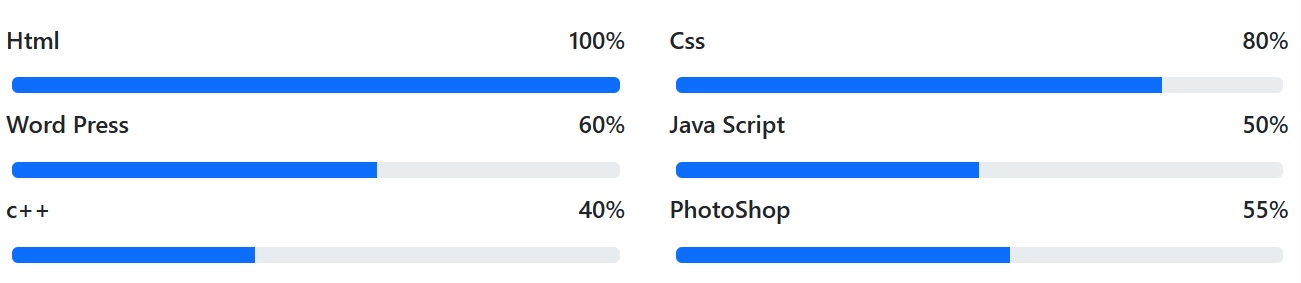 Html 100%
Css 80%
Word Press 60%
Java Script 50%
c++ 40%
PhotoShop 55%